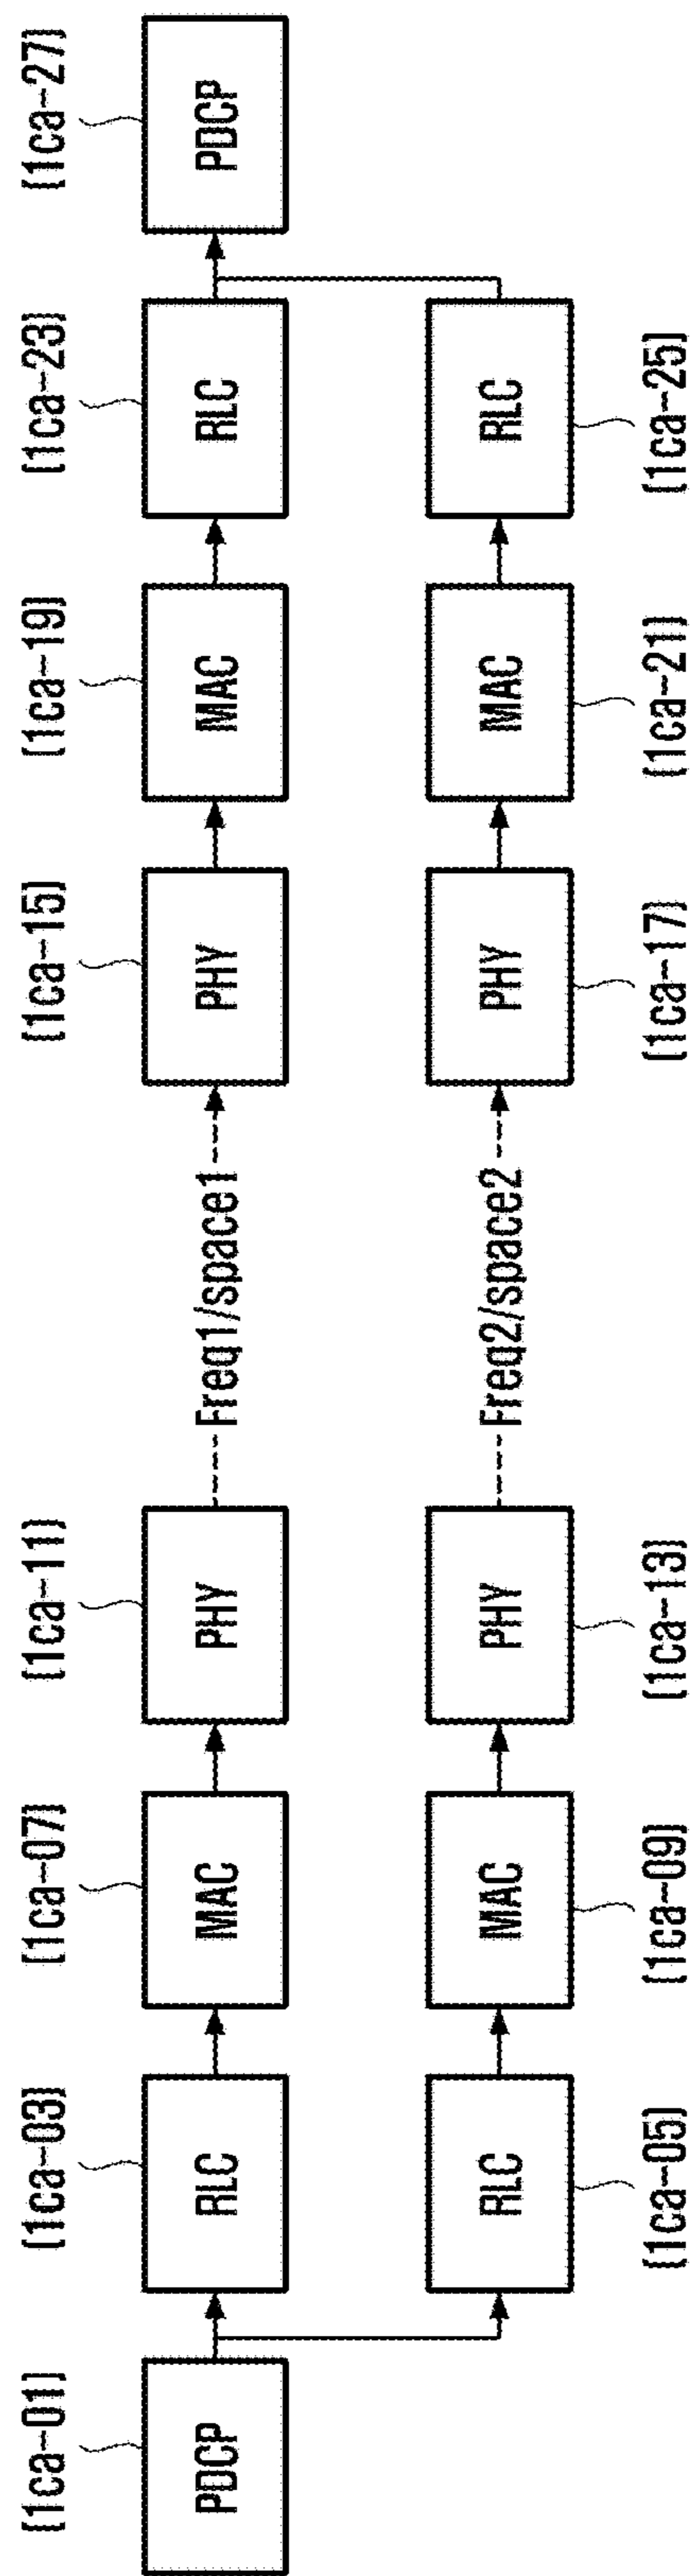 [1ca-01] [1ca-03] [1ca-07] [1ca-11] [1ca-15] [1ca-19] [1ca-23] [1ca-27]
PDCP RLC MAC PHY Freq1/space1 PHY MAC RLC PDCP
RLC MAC PHY Freq2/space2 PHY MAC RLC
[1ca-05] [1ca-09] [1ca-13] [1ca-17] [1ca-21] [1ca-25]